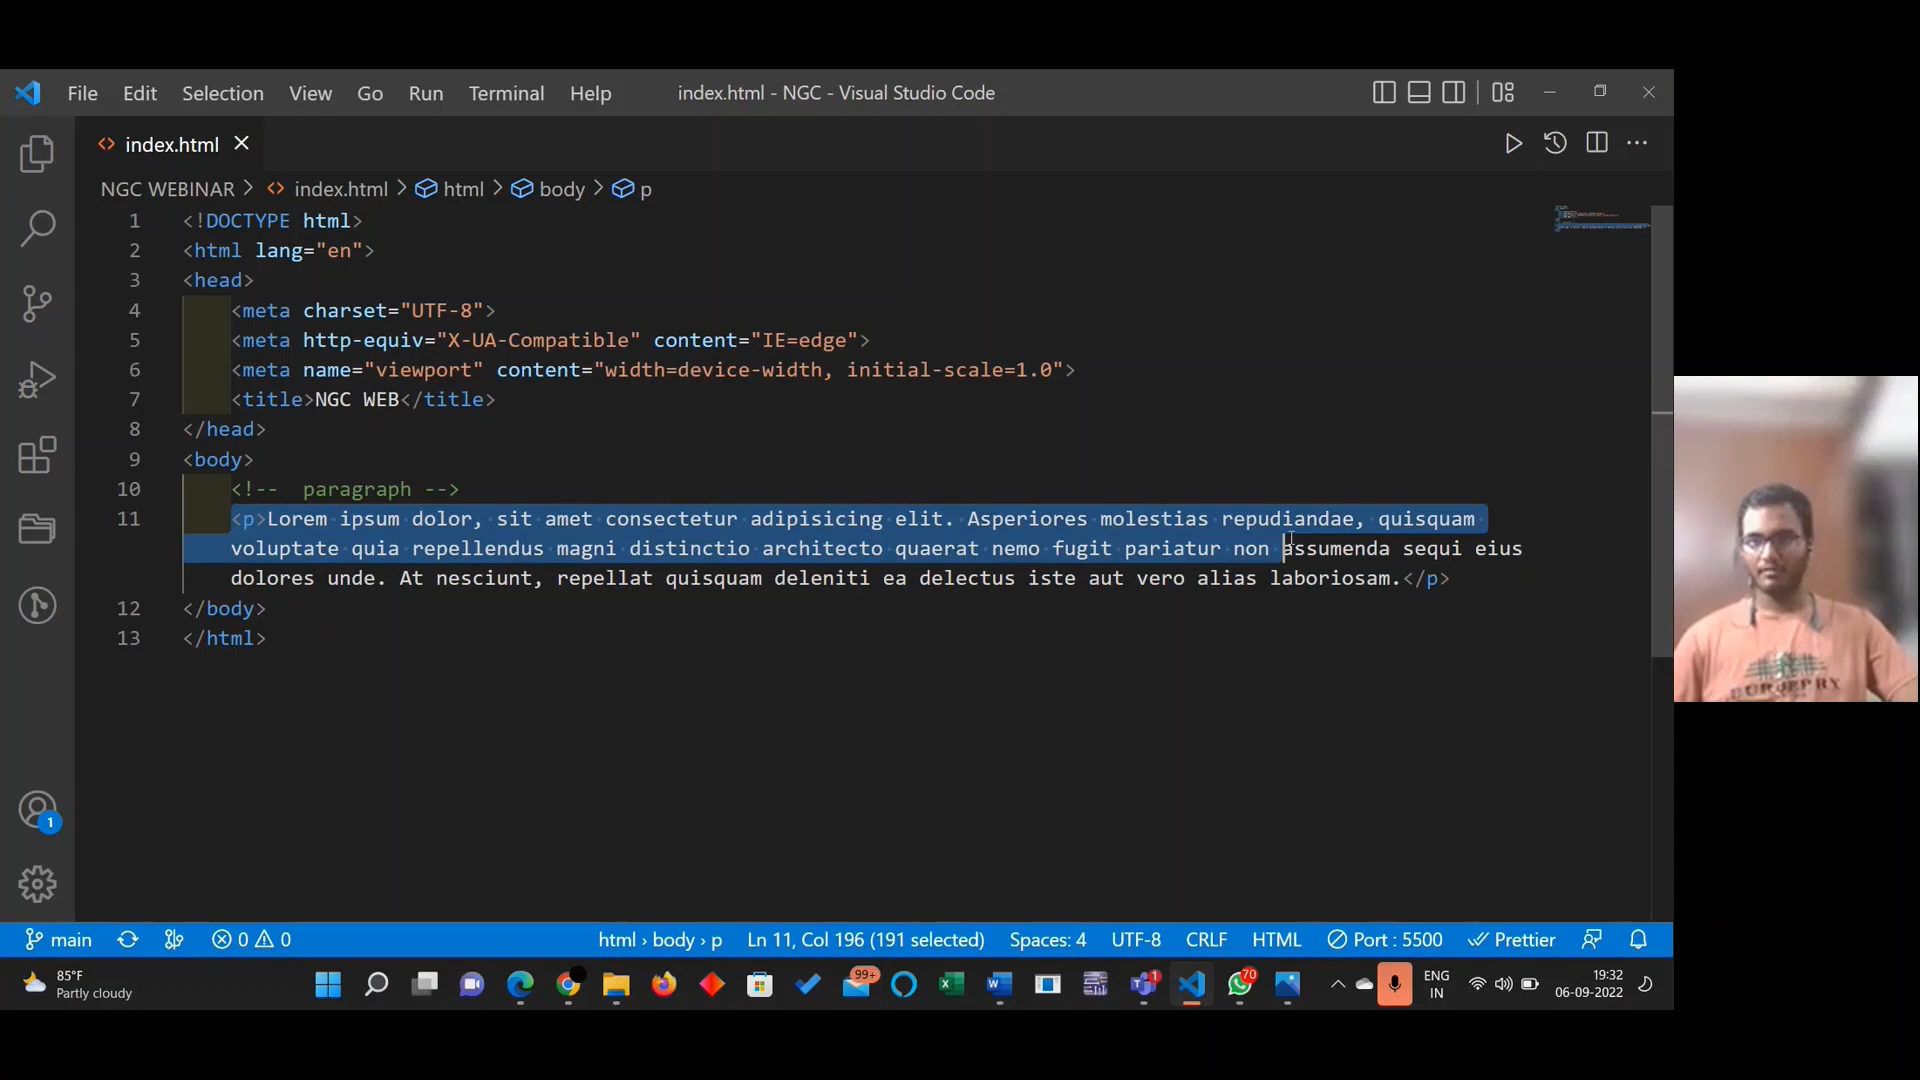 File Edit Selection View Go Run Terminal Help index.html - NGC - Visual Studio Code
index.html
NGC WEBINAR > index.html > html > body > p
1 <!DOCTYPE html>
2 <html lang="en">
3 <head>
4 <meta charset="UTF-8">
5 <meta http-equiv="X-UA-Compatible" content="IE=edge">
6 <meta name="viewport" content="width=device-width, initial-scale=1.0">
7 <title>NGC WEB</title>
8 </head>
9 <body>
10 <!--  paragraph -->
11 <p>Lorem ipsum dolor, sit amet consectetur adipisicing elit. Asperiores molestias repudiandae, quisquam
voluptate quia repellendus magni distinctio architecto quaerat nemo fugit pariatur non assumenda sequi eius
dolores unde. At nesciunt, repellat quisquam deleniti ea delectus iste aut vero alias laboriosam.</p>
12 </body>
13 </html>
1
main 0 0 html › body › p Ln 11, Col 196 (191 selected) Spaces: 4 UTF-8 CRLF HTML Port : 5500 Prettier
85°F
Partly cloudy
99+
1
70
ENG
IN
19:32
06-09-2022